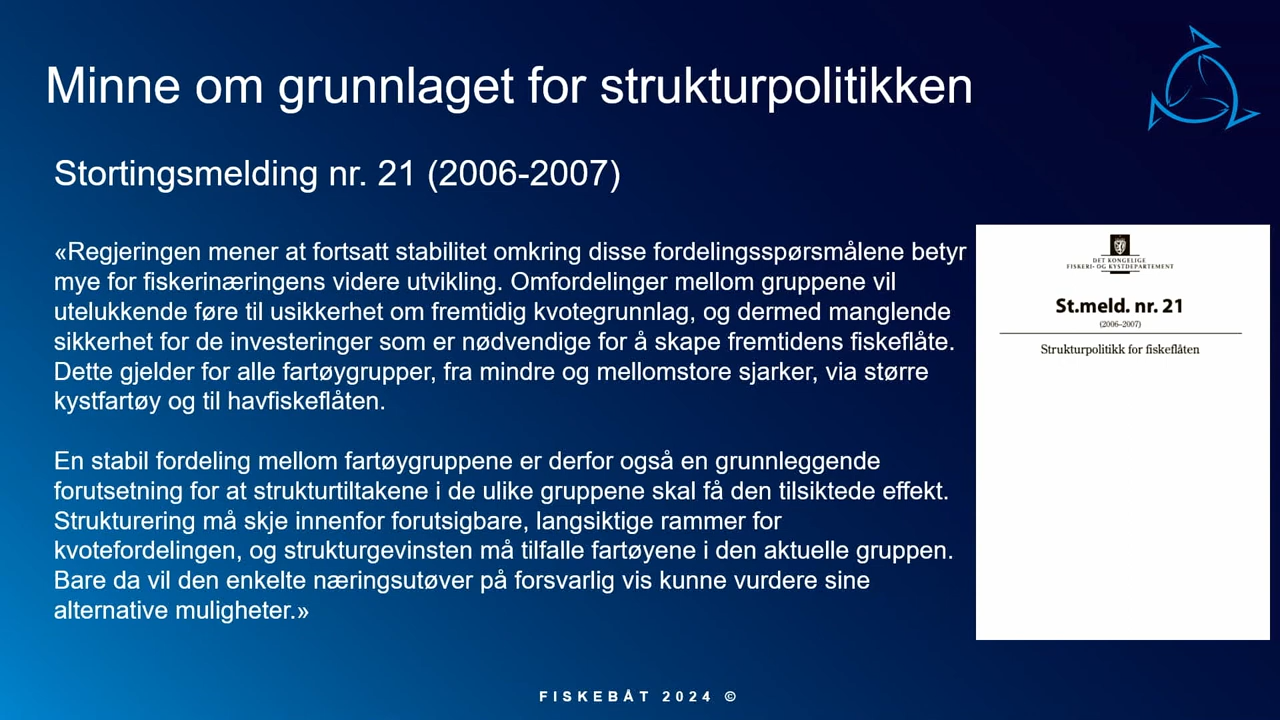 Minne om grunnlaget for strukturpolitikken
Stortingsmelding nr. 21 (2006-2007)
«Regjeringen mener at fortsatt stabilitet omkring disse fordelingsspørsmålene betyr
mye for fiskerinæringens videre utvikling. Omfordelinger mellom gruppene vil
utelukkende føre til usikkerhet om fremtidig kvotegrunnlag, og dermed manglende
sikkerhet for de investeringer som er nødvendige for å skape fremtidens fiskeflåte.
Dette gjelder for alle fartøygrupper, fra mindre og mellomstore sjarker, via større
kystfartøy og til havfiskeflåten.
En stabil fordeling mellom fartøygruppene er derfor også en grunnleggende
forutsetning for at strukturtiltakene i de ulike gruppene skal få den tilsiktede effekt.
Strukturering må skje innenfor forutsigbare, langsiktige rammer for
kvotefordelingen, og strukturgevinsten må tilfalle fartøyene i den aktuelle gruppen.
Bare da vil den enkelte næringsutøver på forsvarlig vis kunne vurdere sine
alternative muligheter.»
DET KONGELIGE
FISKERI- OG KYSTDEPARTEMENT
St.meld. nr. 21
(2006–2007)
Strukturpolitikk for fiskeflåten
FISKEBÅT 2024 ©